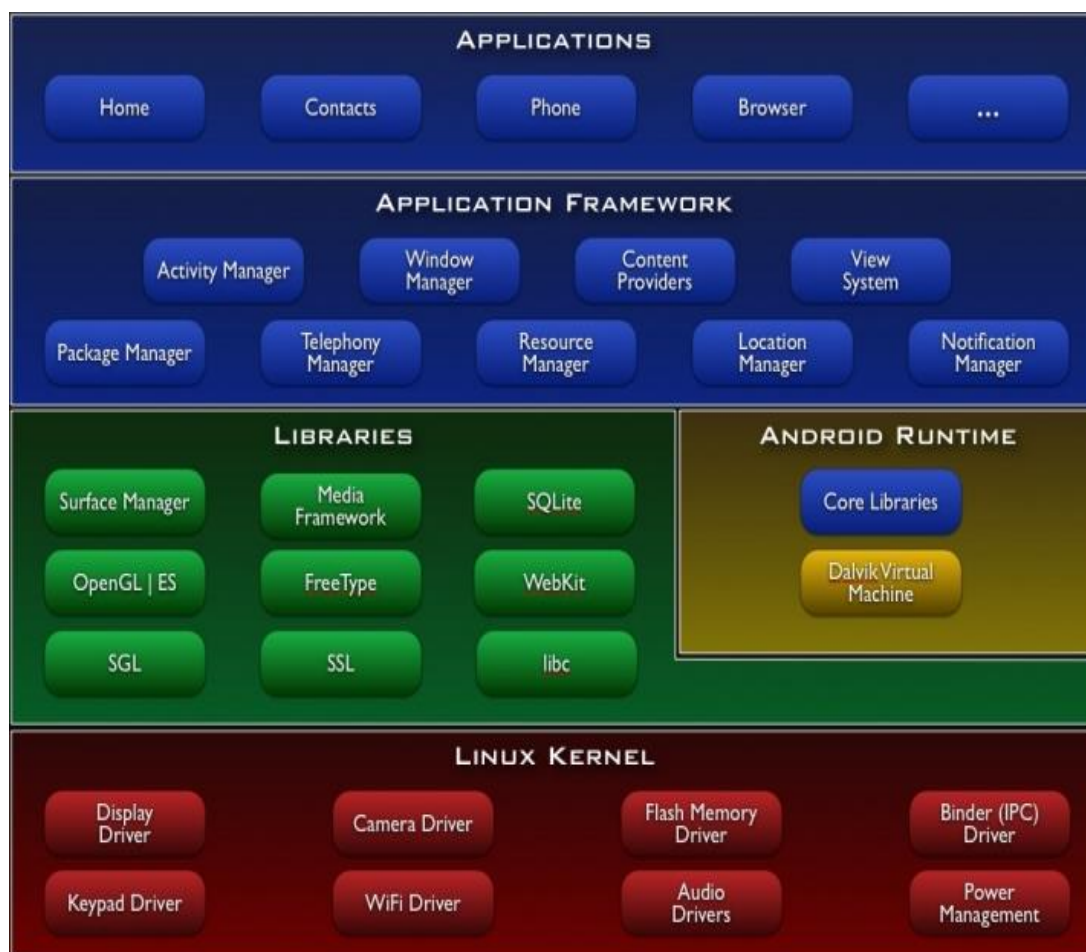 APPLICATIONS
Home
Contacts
Phone
Browser
...
APPLICATION FRAMEWORK
Activity Manager
Window
Manager
Content
Providers
View
System
Package Manager
Telephony
Manager
Resource
Manager
Location
Manager
Notification
Manager
LIBRARIES
Surface Manager
Media
Framework
SQLite
OpenGL | ES
FreeType
WebKit
SGL
SSL
libc
ANDROID RUNTIME
Core Libraries
Dalvik Virtual
Machine
LINUX KERNEL
Display
Driver
Camera Driver
Flash Memory
Driver
Binder (IPC)
Driver
Keypad Driver
WiFi Driver
Audio
Drivers
Power
Management